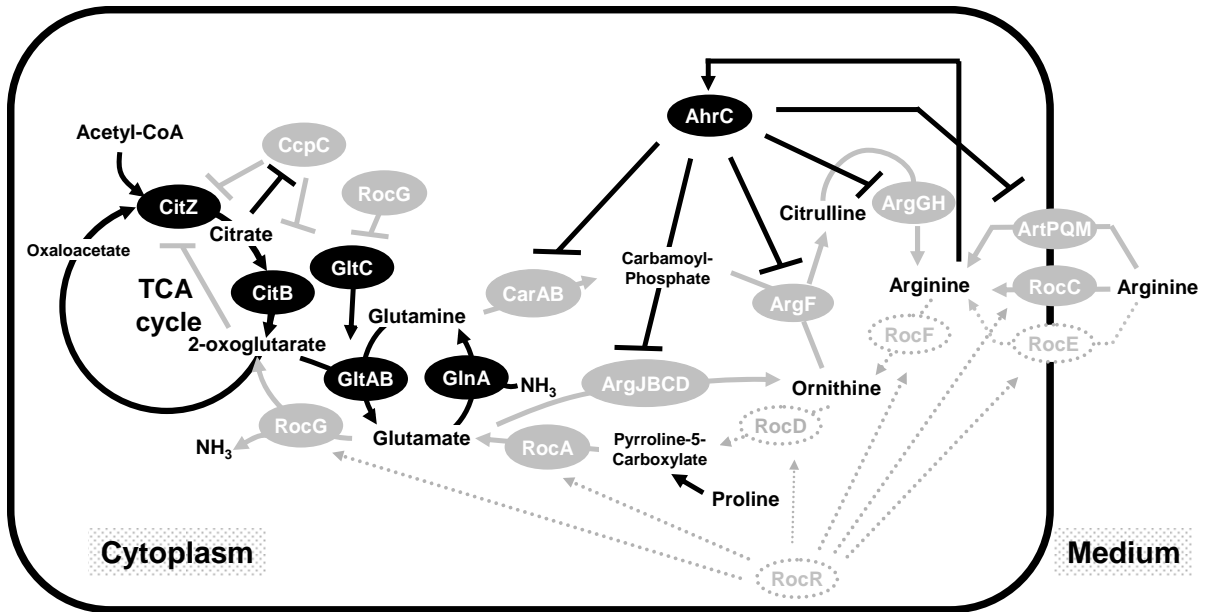 AhrC
Acetyl-CoA
CcpC
RocG
CitZ
Citrulline
ArgGH
Citrate
ArtPQM
Oxaloacetate
GltC
Carbamoyl-
Phosphate
TCA
cycle
CitB
CarAB
ArgF
Arginine
RocC
Arginine
Glutamine
2-oxoglutarate
RocF
RocE
GltAB
GlnA
NH3
ArgJBCD
Ornithine
RocG
Glutamate
RocA
Pyrroline-5-
Carboxylate
RocD
NH3
Proline
Cytoplasm
Medium
RocR